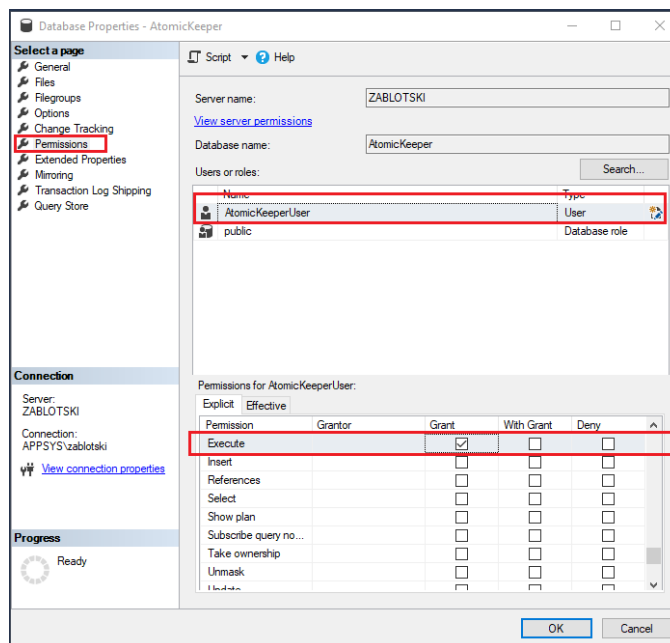 Database Properties - AtomicKeeper
Select a page
General
Files
Filegroups
Options
Change Tracking
Permissions
Extended Properties
Mirroring
Transaction Log Shipping
Query Store
Connection
Server:
ZABLOTSKI
Connection:
APPSYS\zablotski
View connection properties
Progress
Ready
Script Help
Server name: ZABLOTSKI
View server permissions
Database name: AtomicKeeper
Users or roles: Search...
Name Type
AtomicKeeperUser User
public Database role
Permissions for AtomicKeeperUser:
Explicit Effective
Permission Grantor Grant With Grant Deny
Execute
Insert
References
Select
Show plan
Subscribe query no...
Take ownership
Unmask
Update
OK Cancel